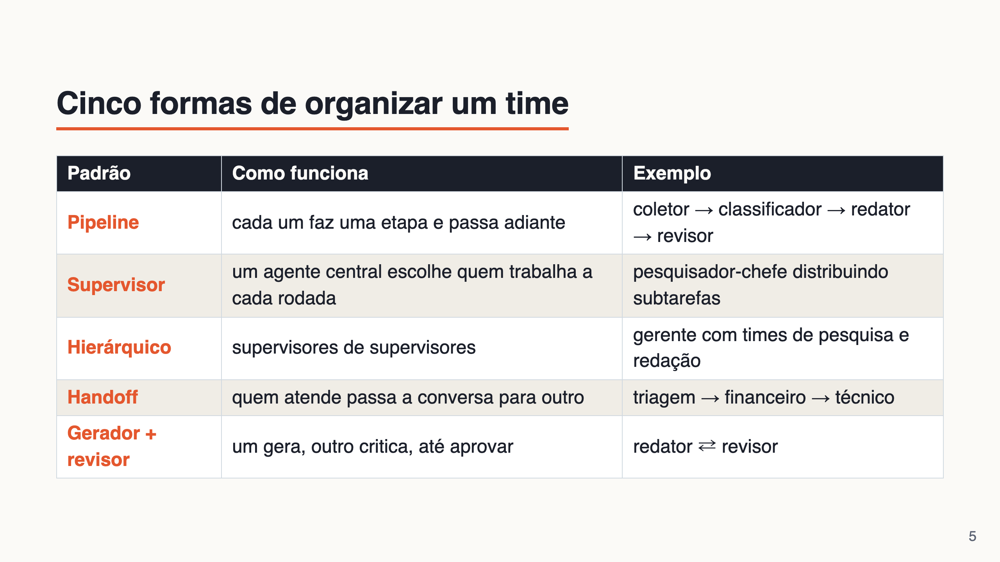 Cinco formas de organizar um time
Padrão
Como funciona
Exemplo
Pipeline
cada um faz uma etapa e passa adiante
coletor → classificador → redator
→ revisor
Supervisor
um agente central escolhe quem trabalha a
cada rodada
pesquisador-chefe distribuindo
subtarefas
Hierárquico
supervisores de supervisores
gerente com times de pesquisa e
redação
Handoff
quem atende passa a conversa para outro
triagem → financeiro → técnico
Gerador +
revisor
um gera, outro critica, até aprovar
redator ⇄ revisor
5